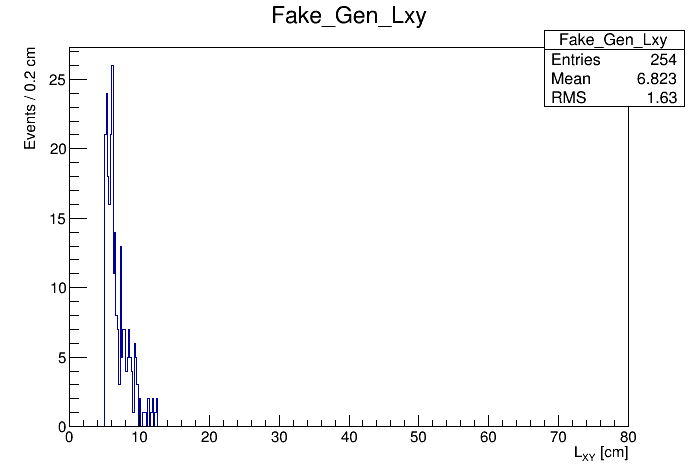 Fake_Gen_Lxy
Fake_Gen_Lxy
Entries 254
Mean 6.823
RMS 1.63
Events / 0.2 cm
25
20
15
10
5
0
0 10 20 30 40 50 60 70 80
L_XY [cm]